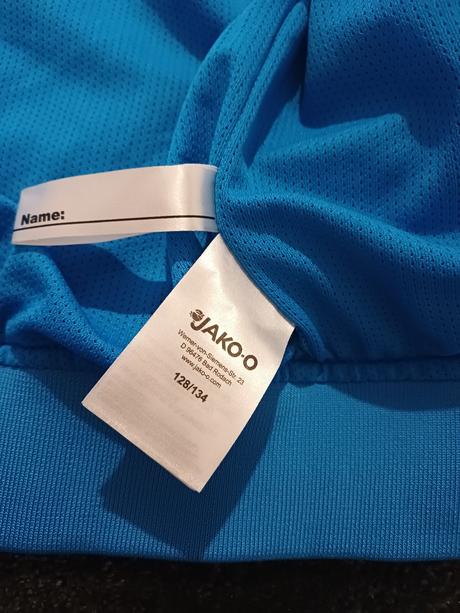 Name:
JAKO-O
Werner-von-Siemens-Str. 23
D 96476 Bad Rodach
www.jako-o.com
128/134